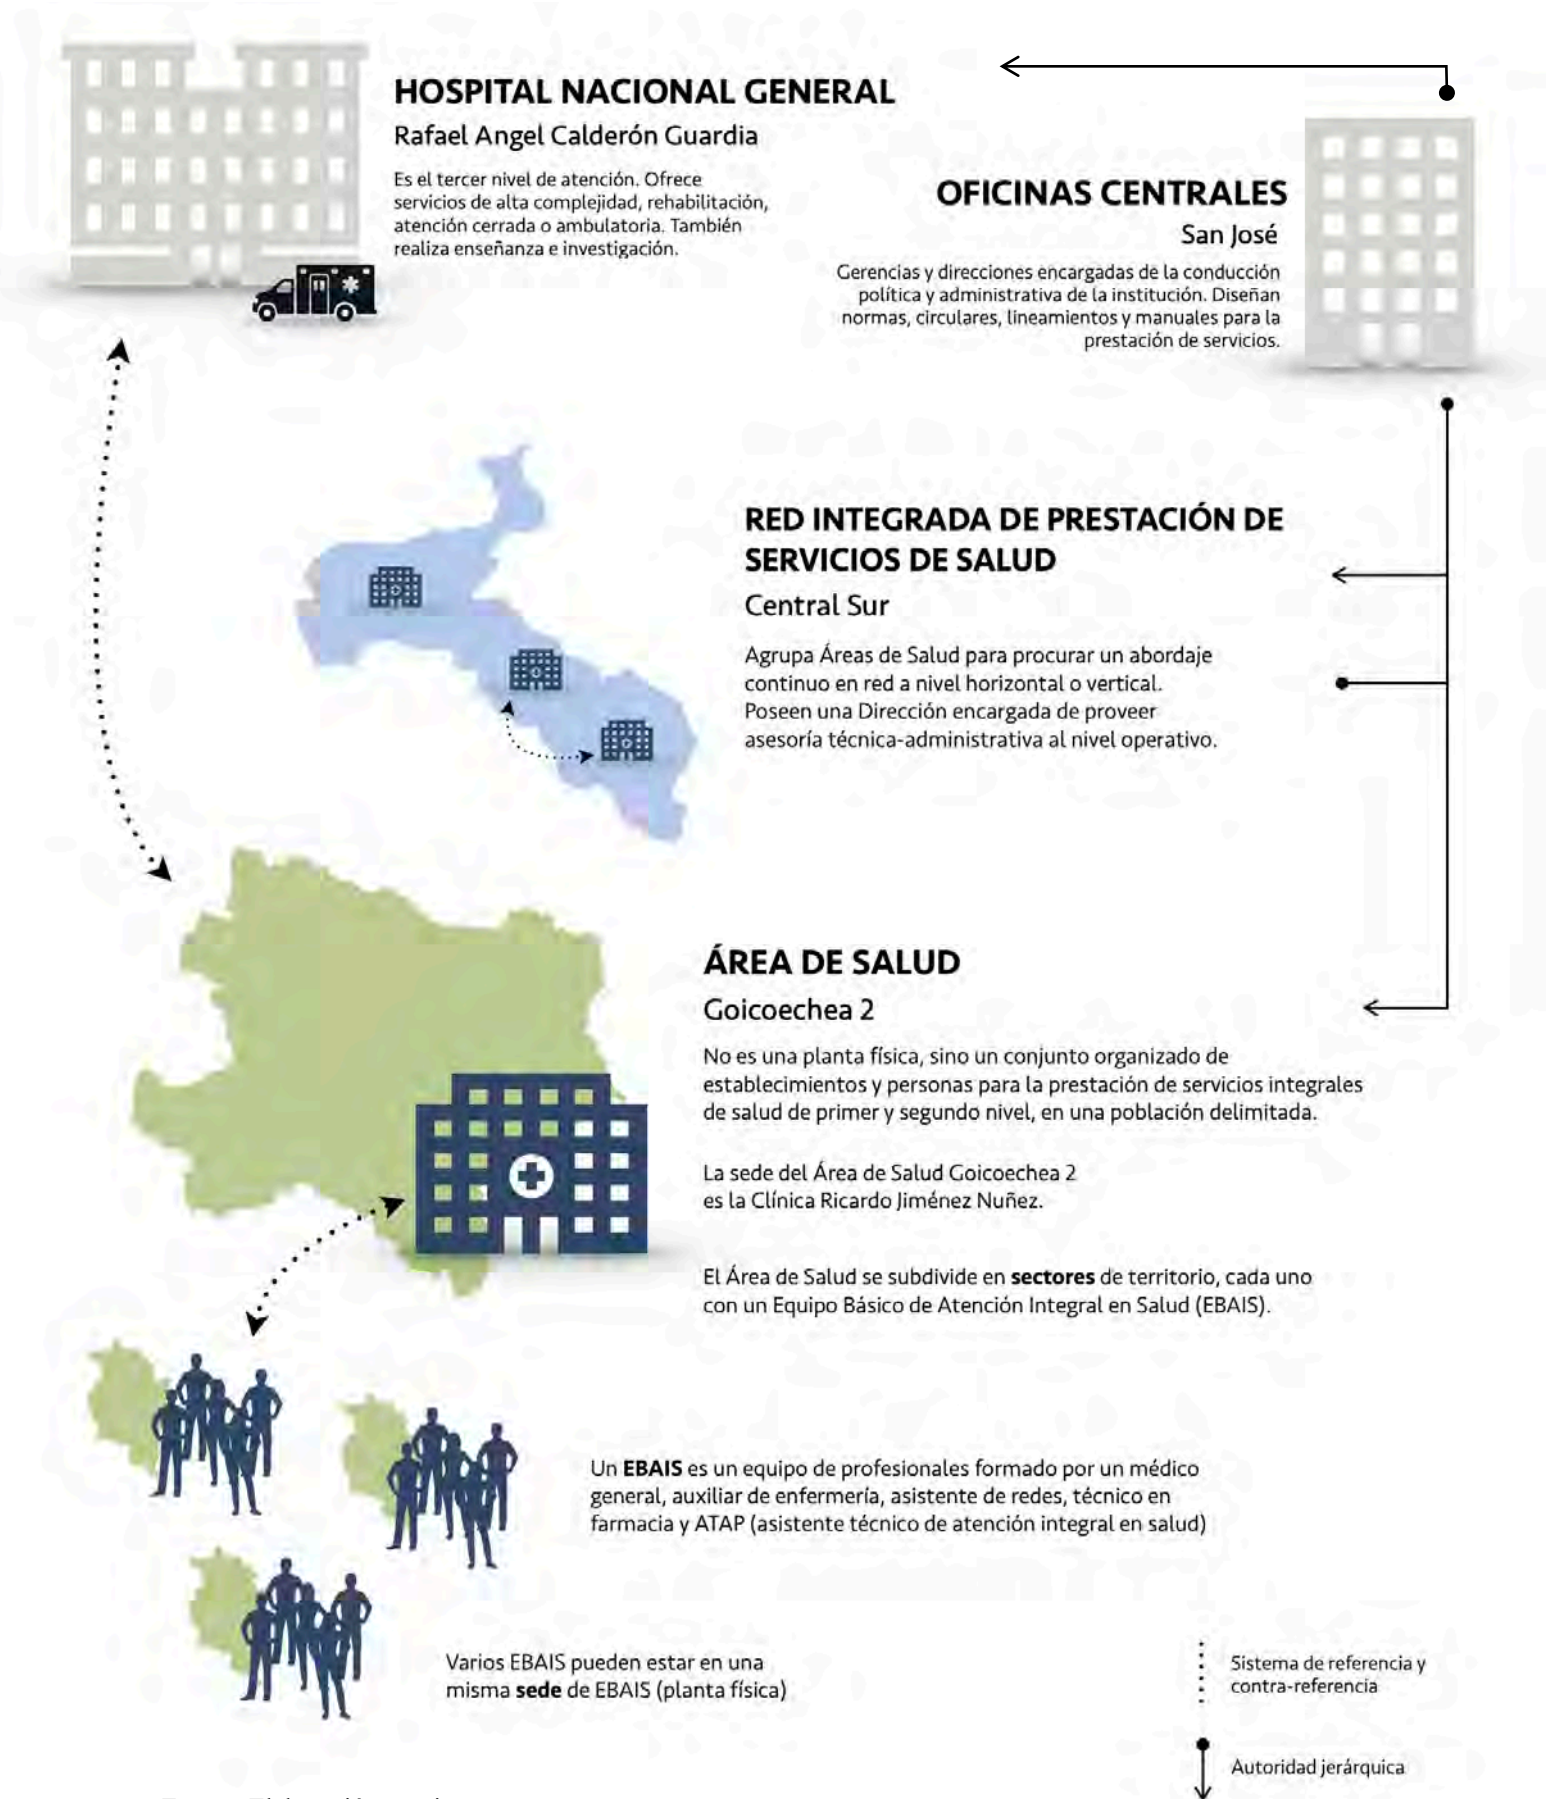 HOSPITAL NACIONAL GENERAL
Rafael Angel Calderón Guardia
Es el tercer nivel de atención. Ofrece
servicios de alta complejidad, rehabilitación,
atención cerrada o ambulatoria. También
realiza enseñanza e investigación.
OFICINAS CENTRALES
San José
Gerencias y direcciones encargadas de la conducción
política y administrativa de la institución. Diseñan
normas, circulares, lineamientos y manuales para la
prestación de servicios.
RED INTEGRADA DE PRESTACIÓN DE
SERVICIOS DE SALUD
Central Sur
Agrupa Áreas de Salud para procurar un abordaje
continuo en red a nivel horizontal o vertical.
Poseen una Dirección encargada de proveer
asesoría técnica-administrativa al nivel operativo.
ÁREA DE SALUD
Goicoechea 2
No es una planta física, sino un conjunto organizado de
establecimientos y personas para la prestación de servicios integrales
de salud de primer y segundo nivel, en una población delimitada.
La sede del Área de Salud Goicoechea 2
es la Clínica Ricardo Jiménez Nuñez.
El Área de Salud se subdivide en sectores de territorio, cada uno
con un Equipo Básico de Atención Integral en Salud (EBAIS).
Un EBAIS es un equipo de profesionales formado por un médico
general, auxiliar de enfermería, asistente de redes, técnico en
farmacia y ATAP (asistente técnico de atención integral en salud)
Varios EBAIS pueden estar en una
misma sede de EBAIS (planta física)
Sistema de referencia y
contra-referencia
Autoridad jerárquica